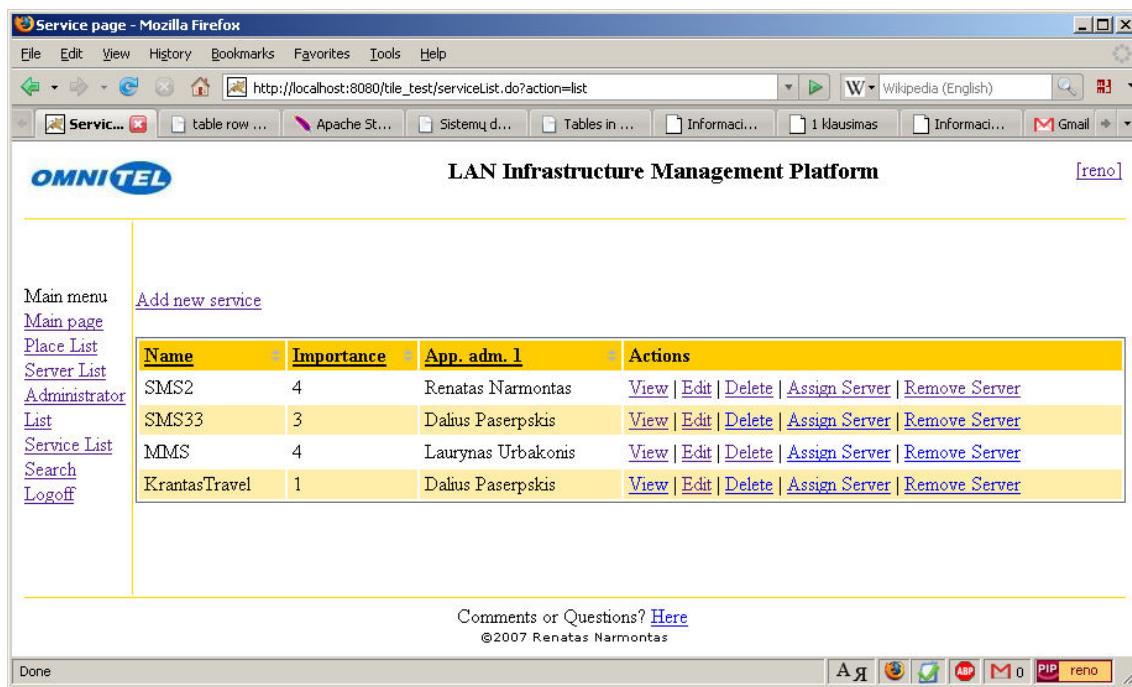 Service page - Mozilla Firefox
File Edit View History Bookmarks Favorites Tools Help
http://localhost:8080/tile_test/serviceList.do?action=list W Wikipedia (English)
Servic... table row ... Apache St... Sistemų d... Tables in ... Informaci... 1 klausimas Informaci... Gmail
OMNITEL LAN Infrastructure Management Platform [reno]
Main menu
Main page
Place List
Server List
Administrator
List
Service List
Search
Logoff
Add new service
Name Importance App. adm. 1 Actions
SMS2 4 Renatas Narmontas View | Edit | Delete | Assign Server | Remove Server
SMS33 3 Dalius Paserpskis View | Edit | Delete | Assign Server | Remove Server
MMS 4 Laurynas Urbakonis View | Edit | Delete | Assign Server | Remove Server
KrantasTravel 1 Dalius Paserpskis View | Edit | Delete | Assign Server | Remove Server
Comments or Questions? Here
©2007 Renatas Narmontas
Done Aя ABP M 0 PIP reno